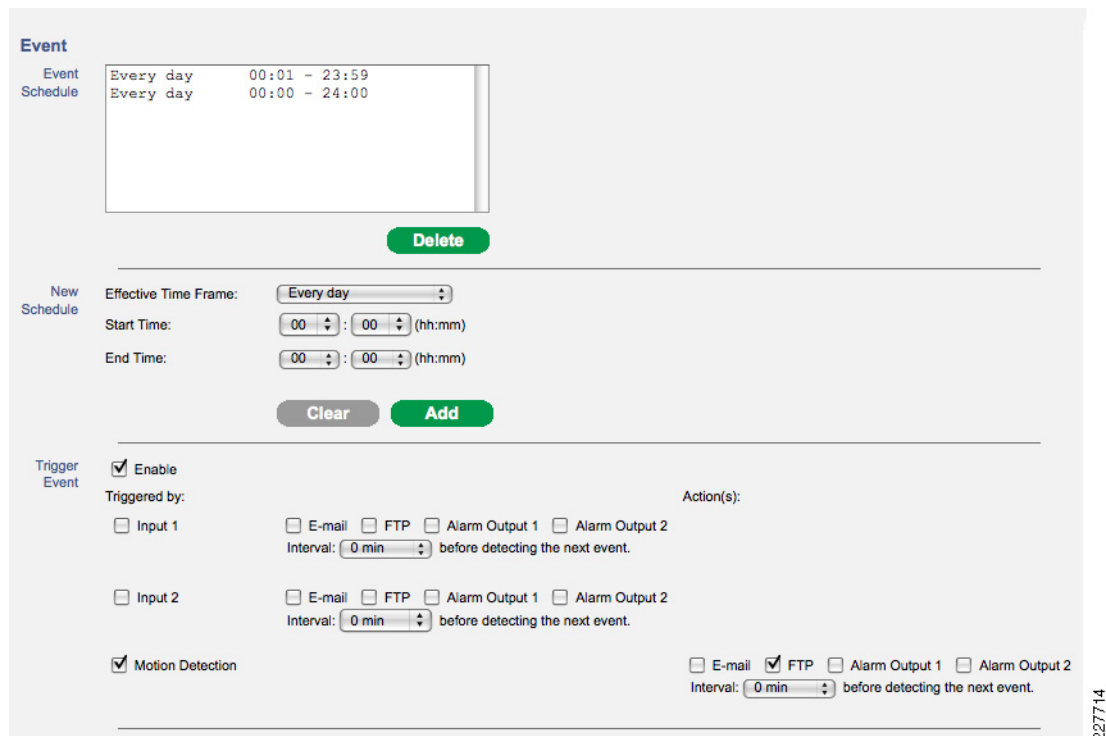 Event
Event Schedule
Every day 00:01 - 23:59
Every day 00:00 - 24:00
Delete
New Schedule
Effective Time Frame: Every day
Start Time: 00 : 00 (hh:mm)
End Time: 00 : 00 (hh:mm)
Clear Add
Trigger Event
Enable
Triggered by: Action(s):
Input 1 E-mail FTP Alarm Output 1 Alarm Output 2
Interval: 0 min before detecting the next event.
Input 2 E-mail FTP Alarm Output 1 Alarm Output 2
Interval: 0 min before detecting the next event.
Motion Detection E-mail FTP Alarm Output 1 Alarm Output 2
Interval: 0 min before detecting the next event.
227714